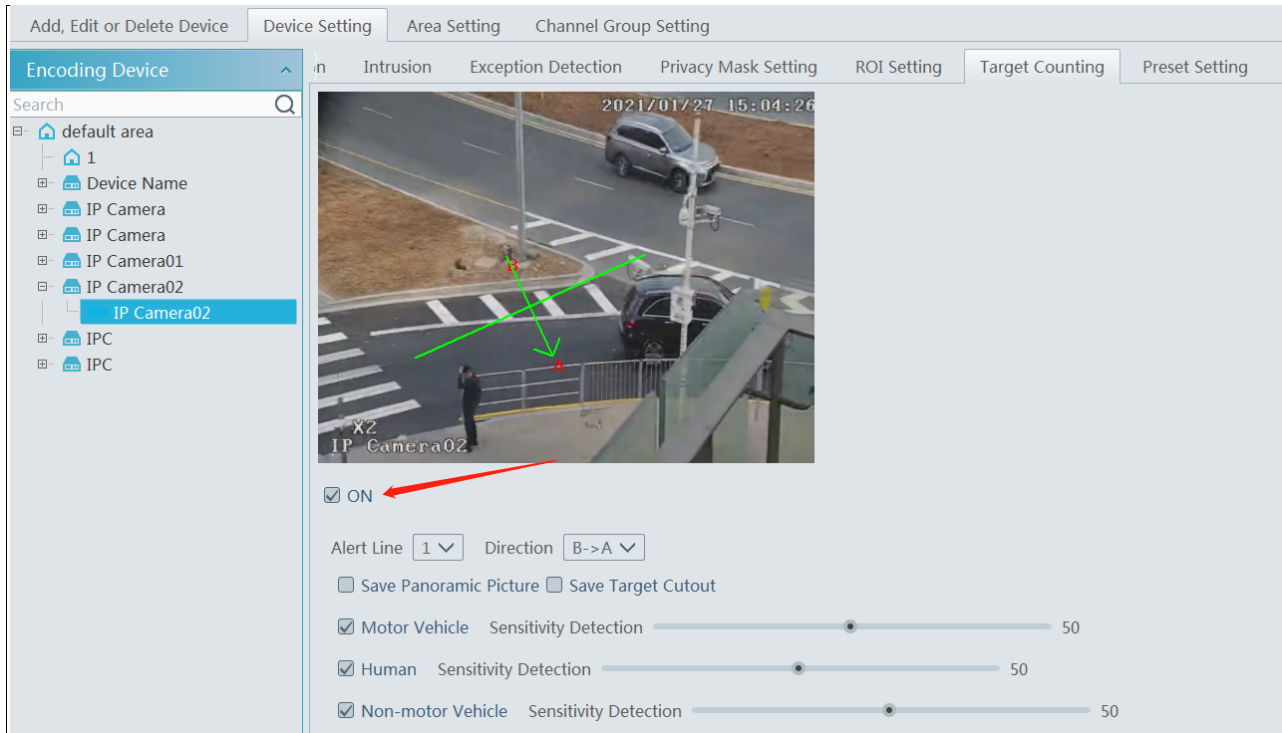 Add, Edit or Delete Device Device Setting Area Setting Channel Group Setting
Encoding Device
n Intrusion Exception Detection Privacy Mask Setting ROI Setting Target Counting Preset Setting
Search
default area
1
Device Name
IP Camera
IP Camera
IP Camera01
IP Camera02
IP Camera02
IPC
IPC
2021/01/27 15:04:26
B
A
X2
IP Camera02
ON
Alert Line 1 Direction B->A
Save Panoramic Picture Save Target Cutout
Motor Vehicle Sensitivity Detection 50
Human Sensitivity Detection 50
Non-motor Vehicle Sensitivity Detection 50